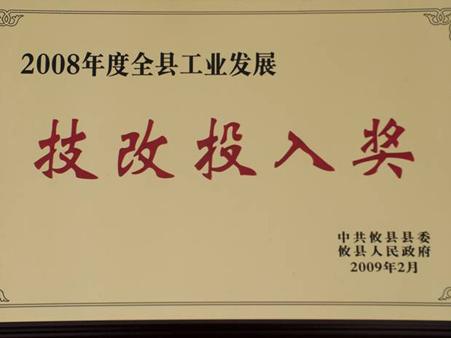 2008年度全县工业发展
技改投入奖
中共攸县县委
攸县人民政府
2009年2月